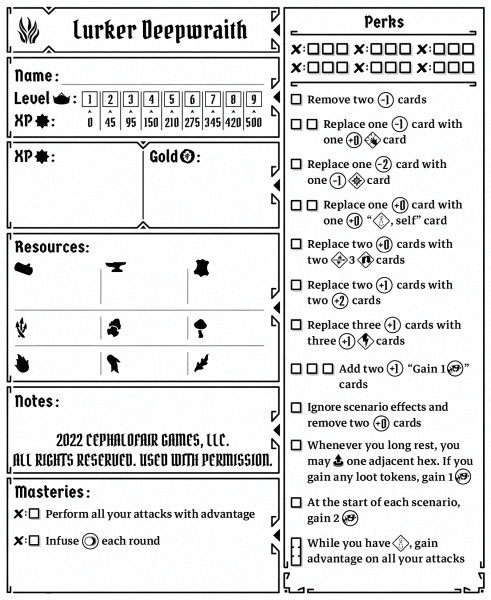 Lurker Deepwraith
Name:
Level :
1 2 3 4 5 6 7 8 9
XP :
0 45 95 150 210 275 345 420 500
XP :
Gold :
Resources:
Notes:
2022 CEPHALOFAIR GAMES, LLC.
ALL RIGHTS RESERVED. USED WITH PERMISSION.
Masteries:
Perform all your attacks with advantage
Infuse each round
Perks
Remove two -1 cards
Replace one -1 card with
one +0 card
Replace one -2 card with
one -1 card
Replace one +0 card with
one +0 “ , self” card
Replace two +0 cards with
two 3 cards
Replace two +1 cards with
two +2 cards
Replace three +1 cards with
three +1 cards
Add two +1 “Gain 1 ”
cards
Ignore scenario effects and
remove two +0 cards
Whenever you long rest, you
may one adjacent hex. If you
gain any loot tokens, gain 1
At the start of each scenario,
gain 2
While you have , gain
advantage on all your attacks